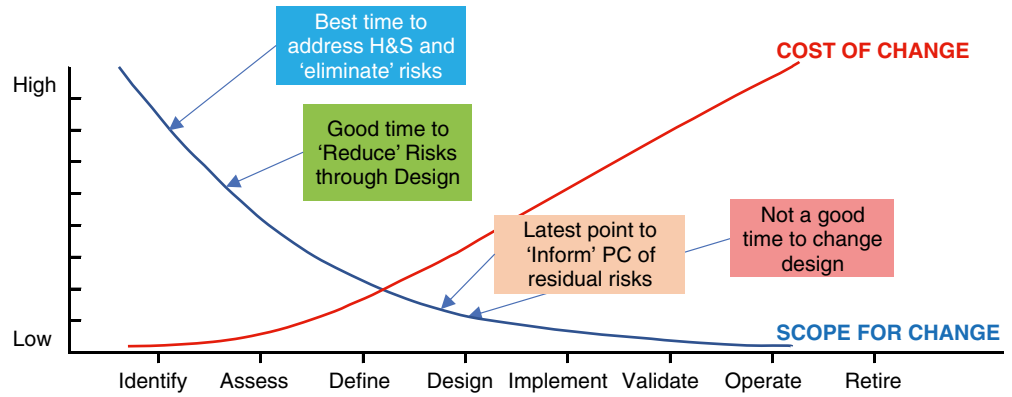 Best time to
address H&S and
‘eliminate’ risks
COST OF CHANGE
High
Good time to
‘Reduce’ Risks
through Design
Latest point to
‘Inform’ PC of
residual risks
Not a good
time to change
design
Low
SCOPE FOR CHANGE
Identify Assess Define Design Implement Validate Operate Retire